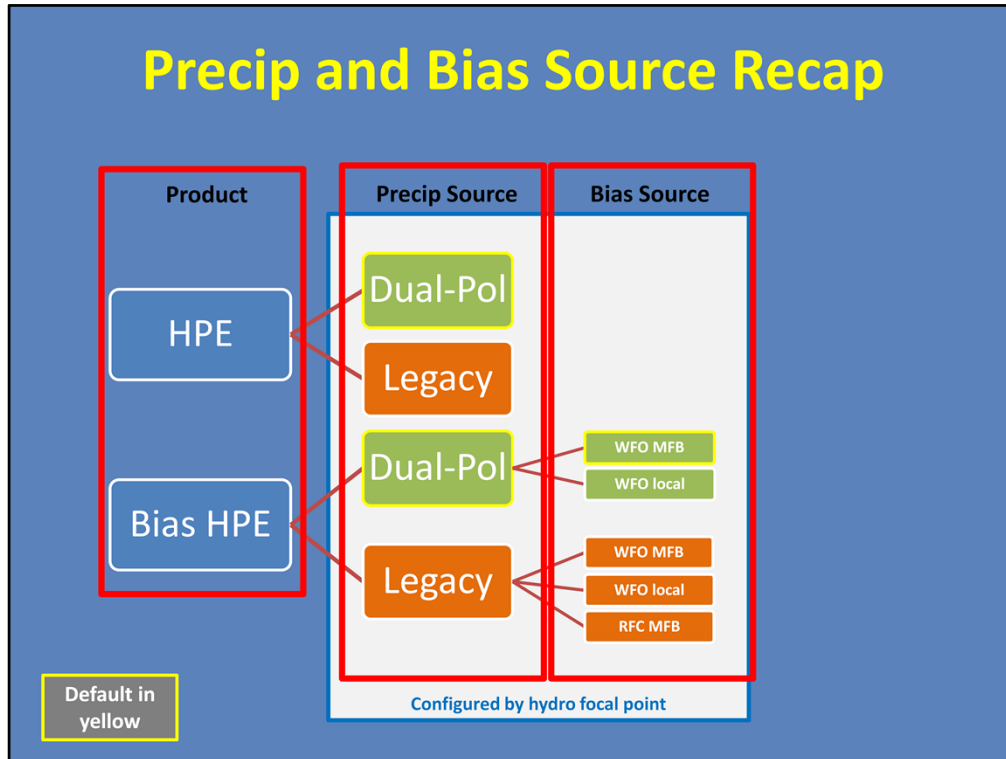 Precip and Bias Source Recap
Product
Precip Source
Bias Source
HPE
Dual-Pol
Legacy
Bias HPE
Dual-Pol
WFO MFB
WFO local
Legacy
WFO MFB
WFO local
RFC MFB
Default in
yellow
Configured by hydro focal point